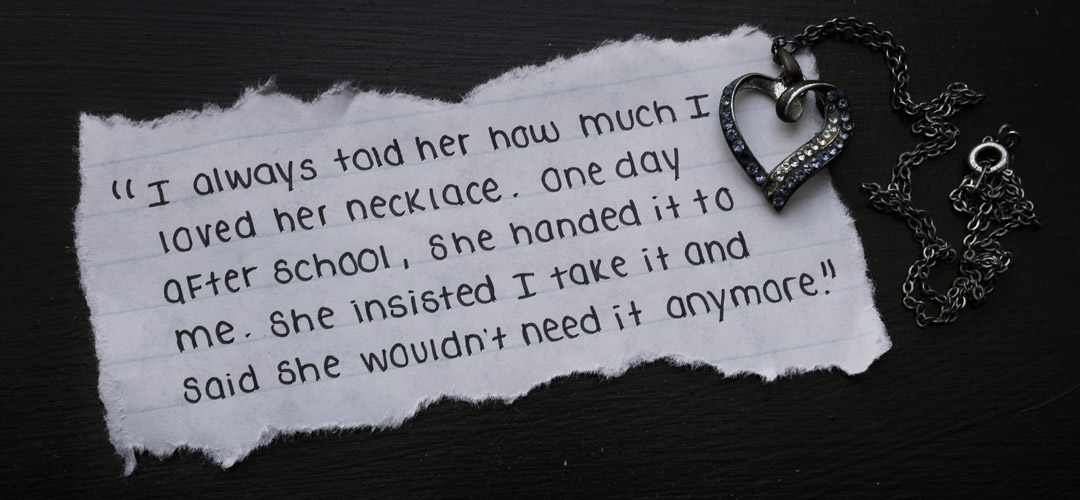 "I always told her how much I
loved her necklace. One day
after school, she handed it to
me. She insisted I take it and
said she wouldn't need it anymore."